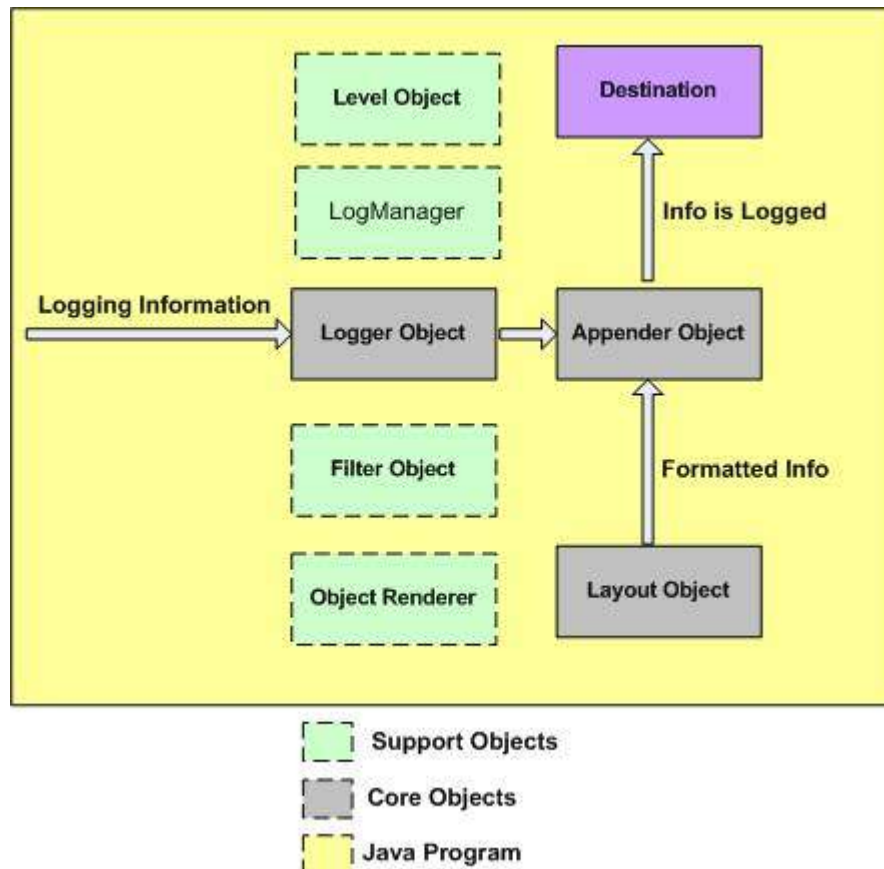 Level Object
Destination
LogManager
Info is Logged
Logging Information
Logger Object
Appender Object
Filter Object
Formatted Info
Object Renderer
Layout Object
Support Objects
Core Objects
Java Program